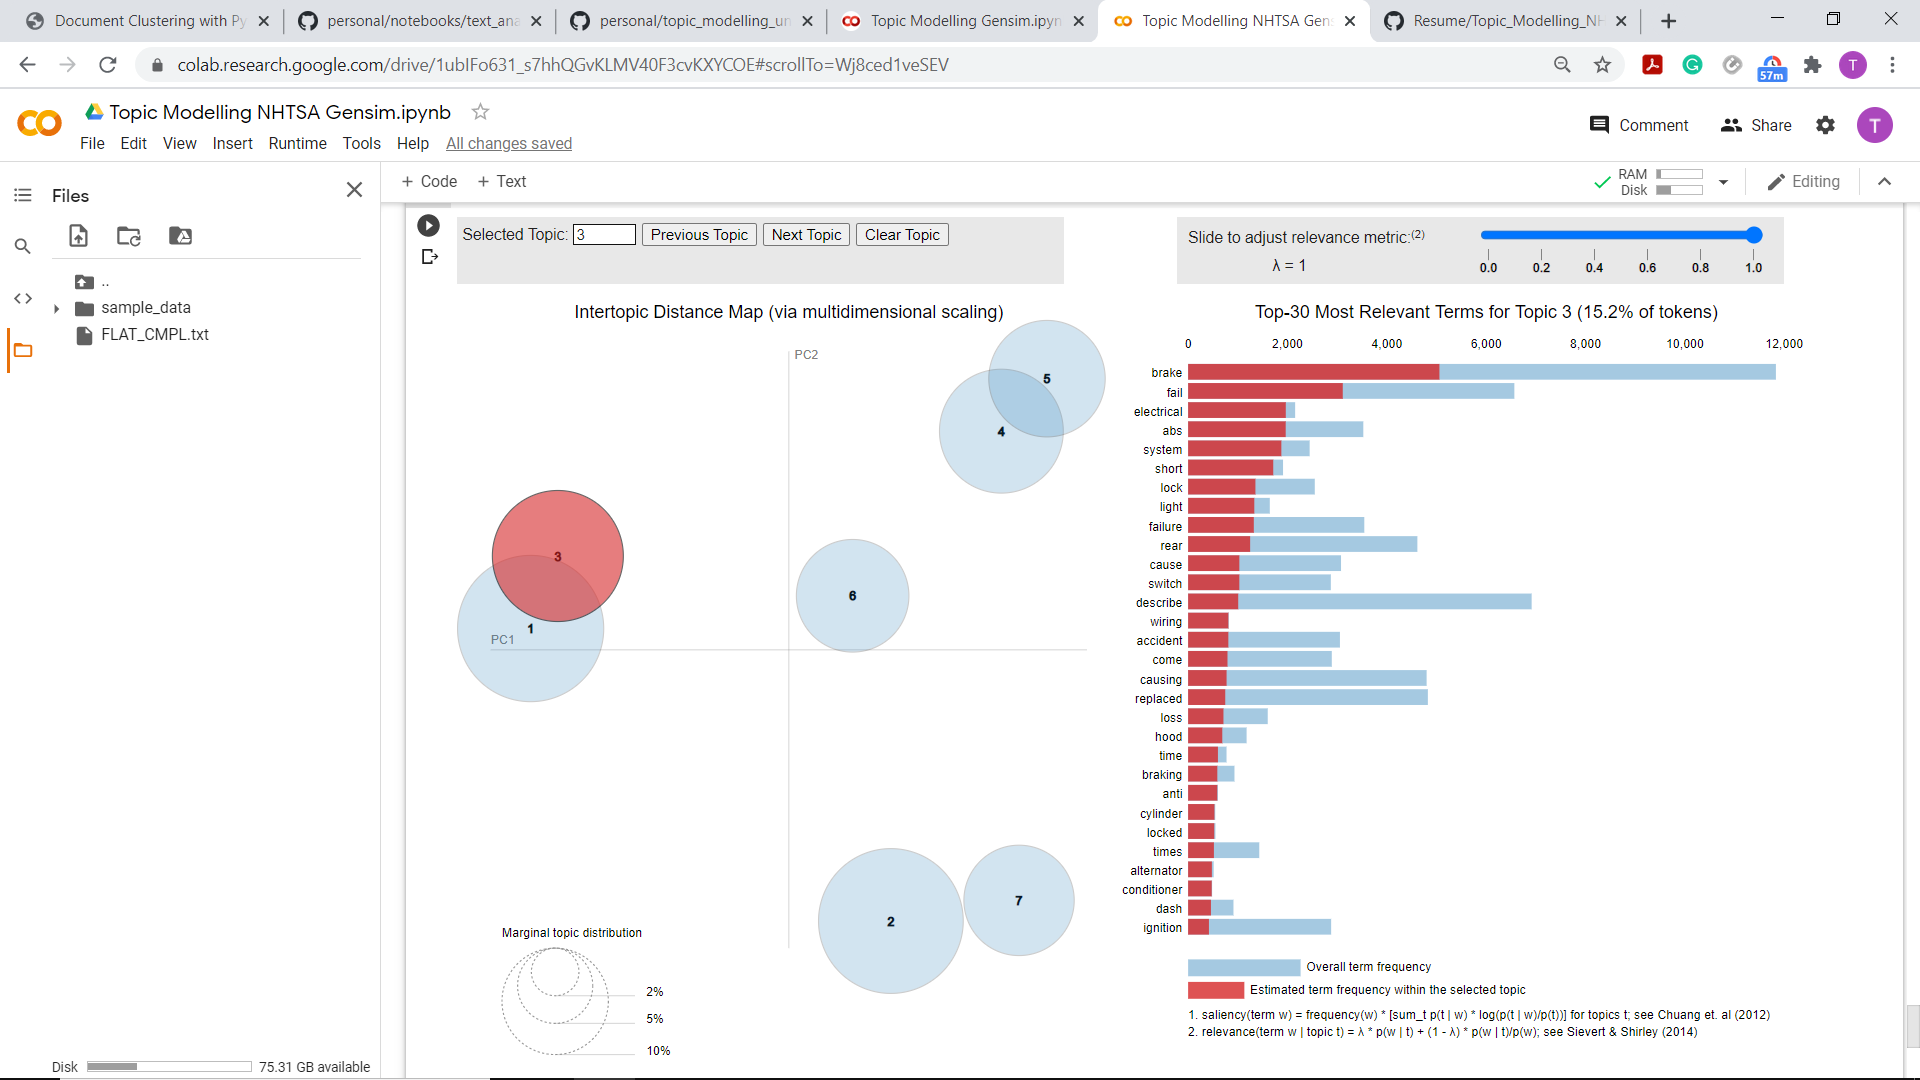 Document Clustering with Py
personal/notebooks/text_ana
personal/topic_modelling_un
Topic Modelling Gensim.ipyn
Topic Modelling NHTSA Gen
Resume/Topic_Modelling_NH
colab.research.google.com/drive/1ubIFo631_s7hhQGvKLMV40F3cvKXYCOE#scrollTo=Wj8ced1veSEV
57m
T
Topic Modelling NHTSA Gensim.ipynb
File Edit View Insert Runtime Tools Help All changes saved
Comment Share T
Files
+ Code + Text
RAM
Disk
Editing
..
sample_data
FLAT_CMPL.txt
Disk 75.31 GB available
Selected Topic: 3 Previous Topic Next Topic Clear Topic
Slide to adjust relevance metric:(2)
λ = 1
0.0 0.2 0.4 0.6 0.8 1.0
Intertopic Distance Map (via multidimensional scaling)
PC2
5
4
3
6
1
PC1
2
7
Marginal topic distribution
2%
5%
10%
Top-30 Most Relevant Terms for Topic 3 (15.2% of tokens)
0 2,000 4,000 6,000 8,000 10,000 12,000
brake
fail
electrical
abs
system
short
lock
light
failure
rear
cause
switch
describe
wiring
accident
come
causing
replaced
loss
hood
time
braking
anti
cylinder
locked
times
alternator
conditioner
dash
ignition
Overall term frequency
Estimated term frequency within the selected topic
1. saliency(term w) = frequency(w) * [sum_t p(t | w) * log(p(t | w)/p(t))] for topics t; see Chuang et. al (2012)
2. relevance(term w | topic t) = λ * p(w | t) + (1 - λ) * p(w | t)/p(w); see Sievert & Shirley (2014)